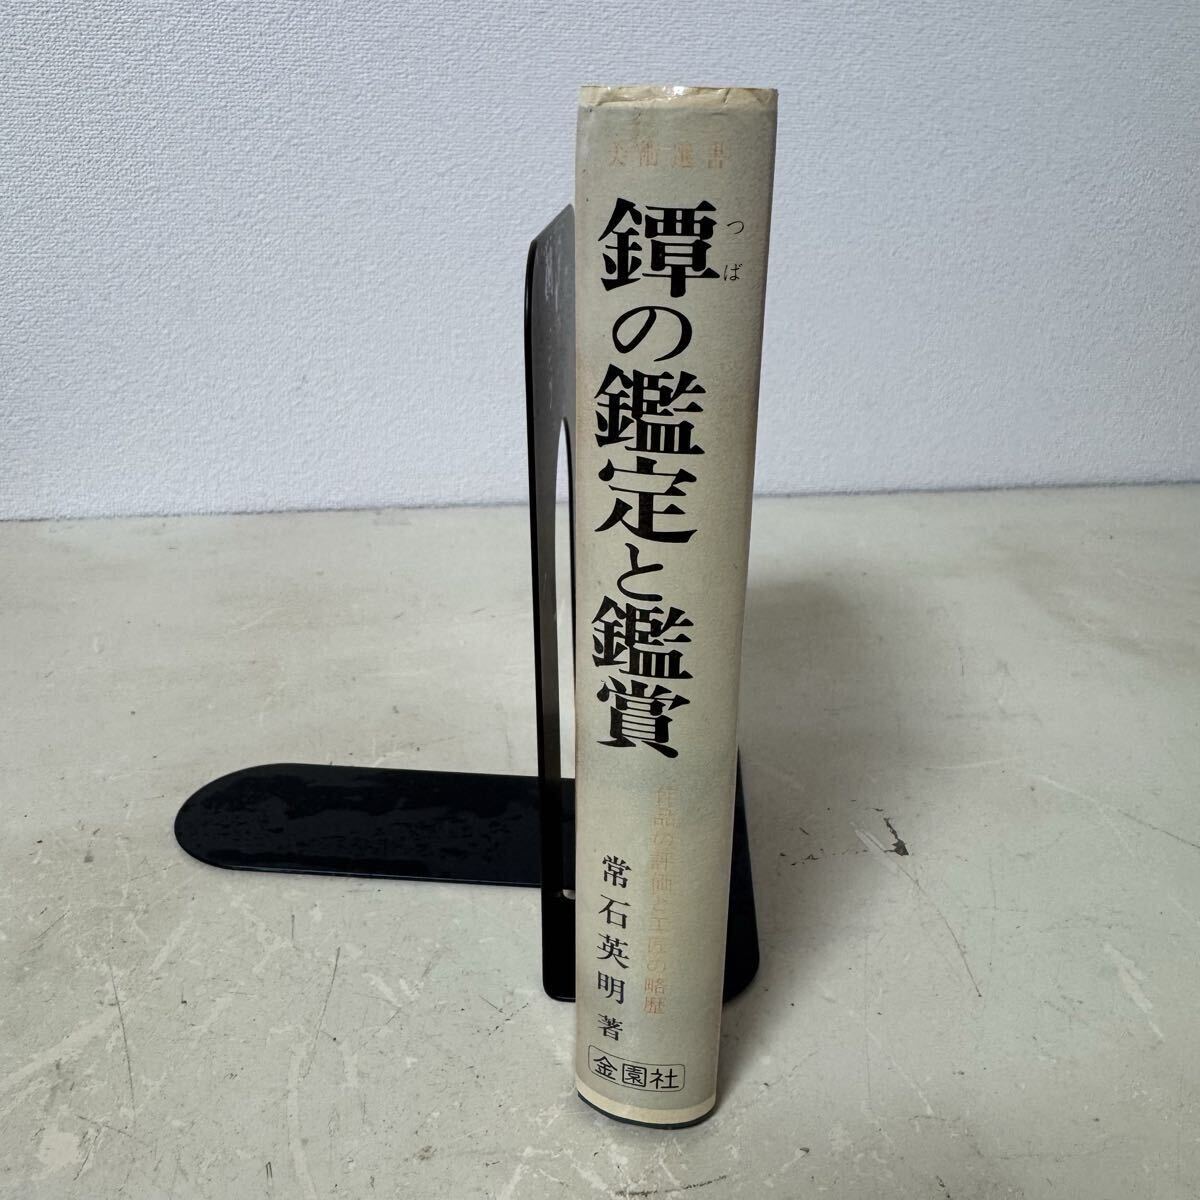 美術選書
鐔の鑑定と鑑賞
つば
作品の評価と工匠の略歴
常石英明著
金園社